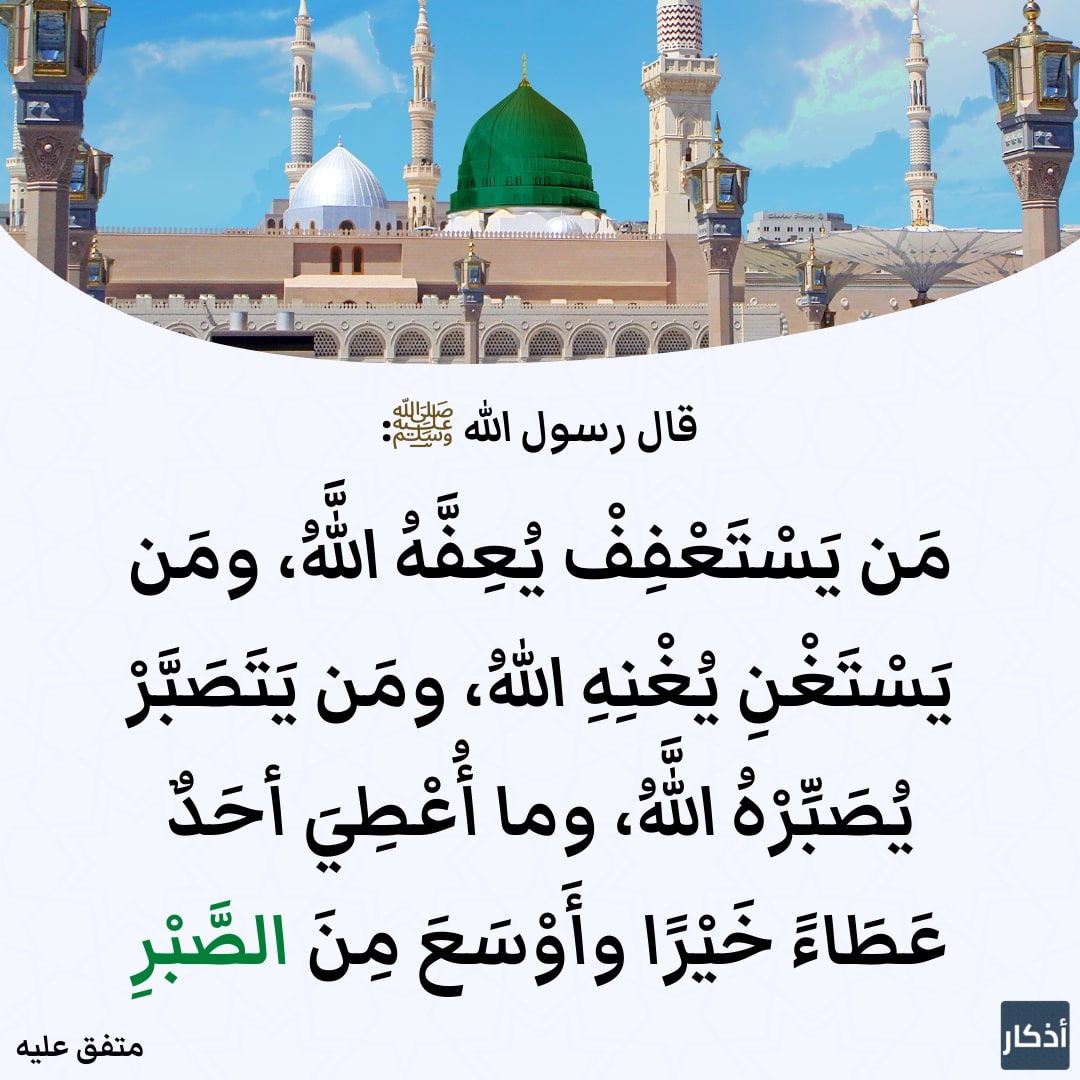 قال رسول الله ﷺ:
مَن يَسْتَعْفِفْ يُعِفَّهُ اللَّهُ، ومَن
يَسْتَغْنِ يُغْنِهِ اللهُ، ومَن يَتَصَبَّرْ
يُصَبِّرْهُ اللَّهُ، وما أُعْطِيَ أحَدٌ
عَطَاءً خَيْرًا وأَوْسَعَ مِنَ الصَّبْرِ
متفق عليه
أذكار